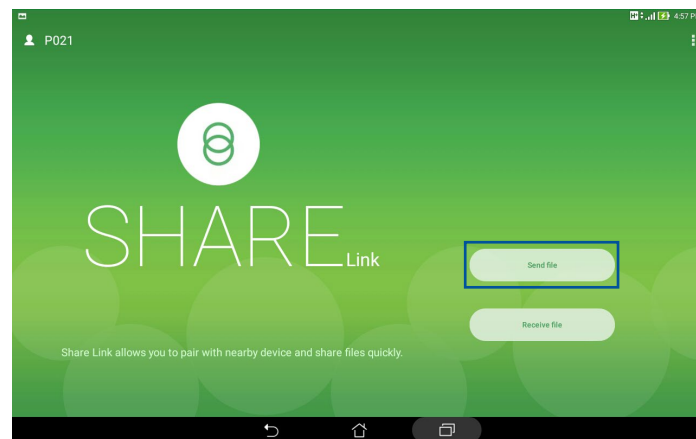 H+ 4:57 P
P021
SHARE Link
Send file
Receive file
Share Link allows you to pair with nearby device and share files quickly.